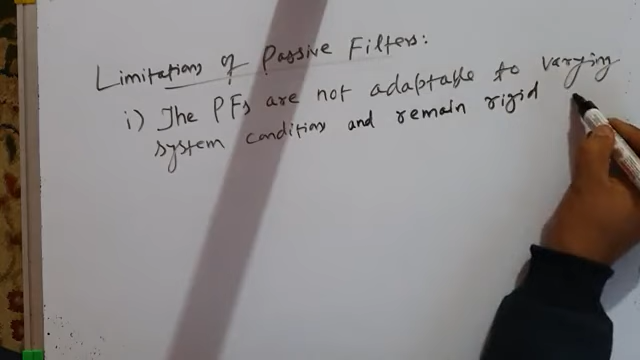 Limitations of Passive Filters:
i) The PFs are not adaptable to varying
system conditions and remain rigid